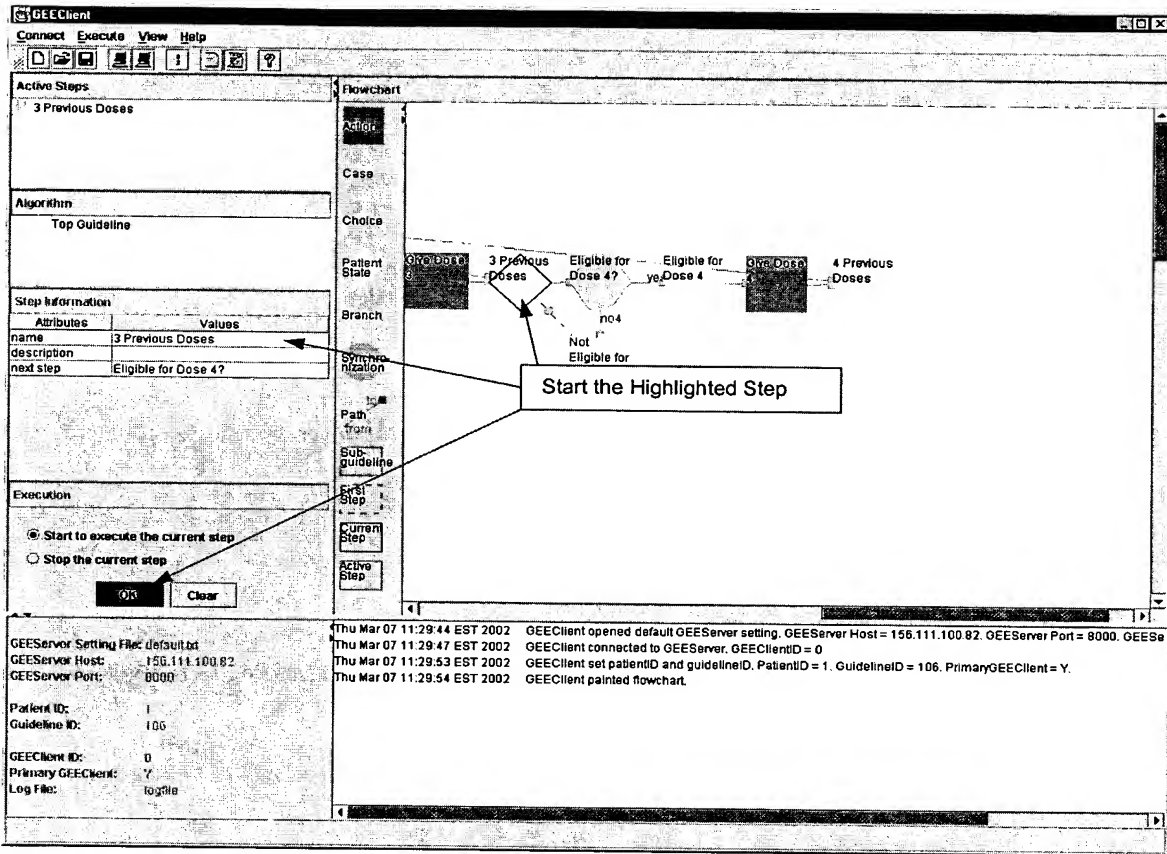 GEEClient
Connect Execute View Help
Active Steps
3 Previous Doses
Algorithm
Top Guideline
Step Information
Attributes Values
name 3 Previous Doses
description
next step Eligible for Dose 4?
Execution
Start to execute the current step
Stop the current step
OK Clear
Flowchart
Action
Case
Choice
Patient
State
Branch
Synchro-
nization
to
Path
from
Sub-
guideline
First
Step
Curren
Step
Active
Step
Give Dose
3 Previous
Doses
Eligible for
Dose 4?
yes
Eligible for
Dose 4
Give Dose
4 Previous
Doses
no4
Not
Eligible for
Start the Highlighted Step
GEEServer Setting File: default.txt
GEEServer Host: 156.111.100.82
GEEServer Port: 8000
Patient ID: 1
Guideline ID: 106
GEEClient ID: 0
Primary GEEClient: Y
Log File: logfile
Thu Mar 07 11:29:44 EST 2002 GEEClient opened default GEEServer setting. GEEServer Host = 156.111.100.82. GEEServer Port = 8000. GEESe
Thu Mar 07 11:29:47 EST 2002 GEEClient connected to GEEServer. GEEClientID = 0
Thu Mar 07 11:29:53 EST 2002 GEEClient set patientID and guidelineID. PatientID = 1. GuidelineID = 106. PrimaryGEEClient = Y.
Thu Mar 07 11:29:54 EST 2002 GEEClient painted flowchart.